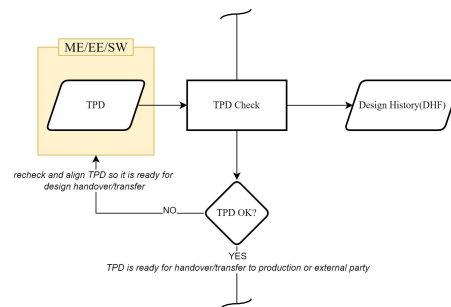 ME/EE/SW
TPD
TPD Check
Design History(DHF)
recheck and align TPD so it is ready for
design handover/transfer
NO
TPD OK?
YES
TPD is ready for handover/transfer to production or external party